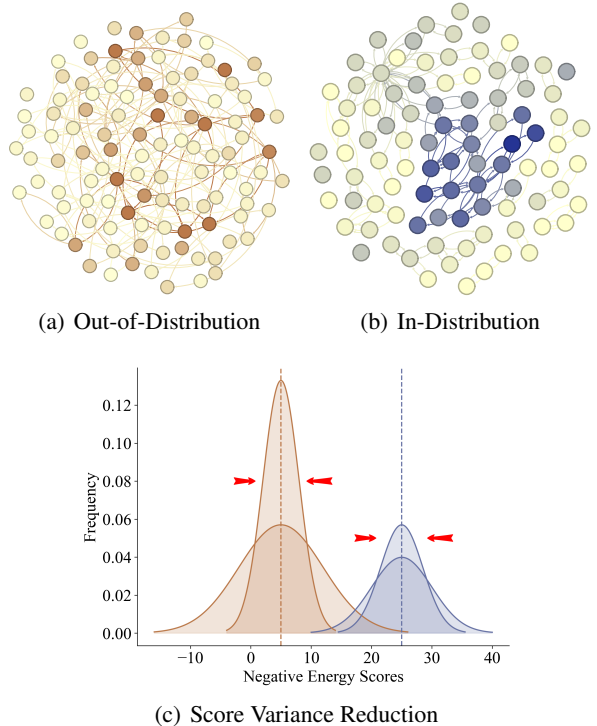 (a) Out-of-Distribution
(b) In-Distribution
0.12
0.10
0.08
0.06
0.04
0.02
0.00
Frequency
−10
0
10
20
30
40
Negative Energy Scores
(c) Score Variance Reduction